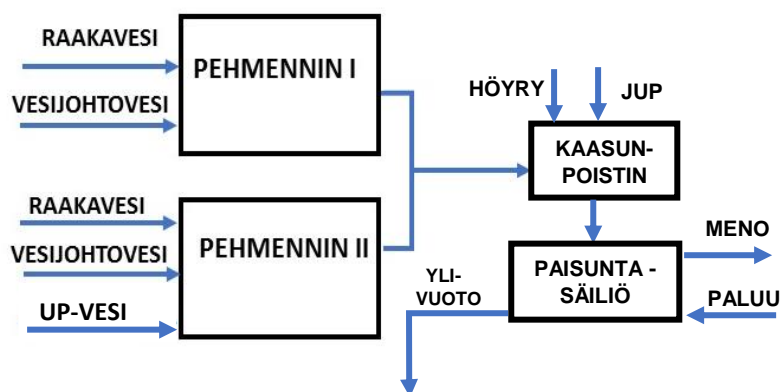 RAAKAVESI
VESIJOHTOVESI
PEHMENNIN I
RAAKAVESI
VESIJOHTOVESI
UP-VESI
PEHMENNIN II
HÖYRY
JUP
KAASUN-
POISTIN
MENO
PAISUNTA -
SÄILIÖ
PALUU
YLI-
VUOTO